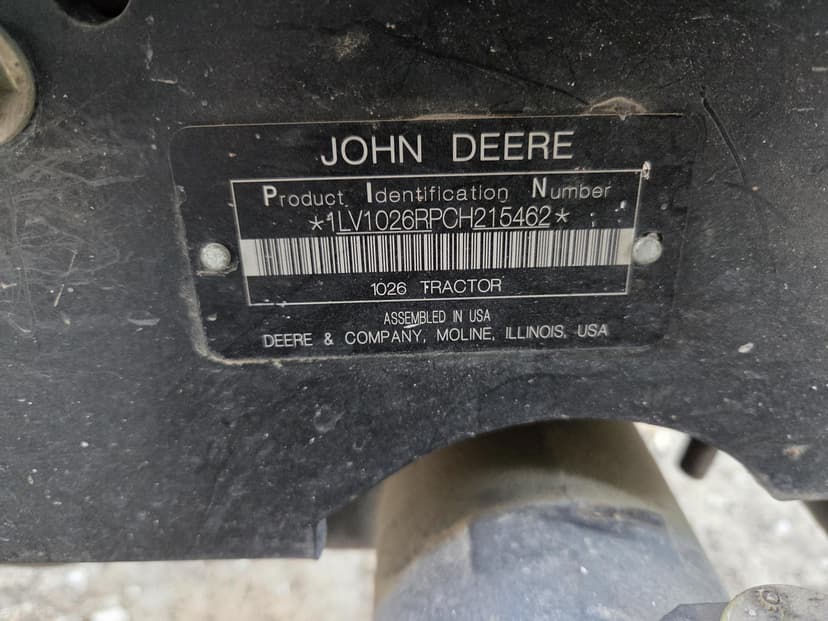 JOHN DEERE
Product Identification Number
*1LV1026RPCH215462*
1026 TRACTOR
ASSEMBLED IN USA
DEERE & COMPANY, MOLINE, ILLINOIS, USA